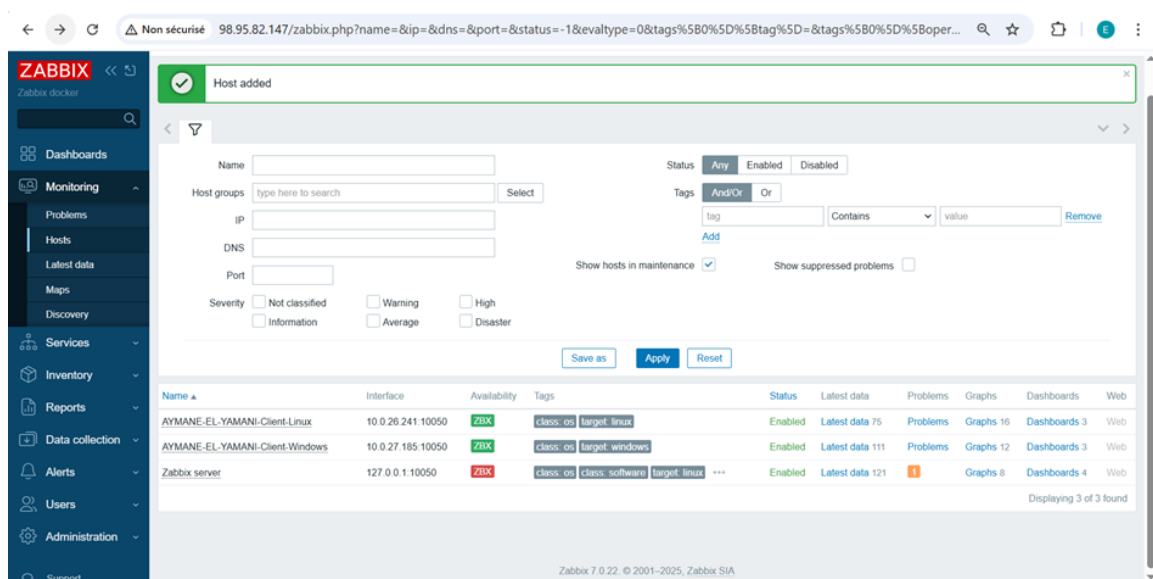 Non sécurisé 98.95.82.147/zabbix.php?name=&ip=&dns=&port=&status=-1&evaltype=0&tags%5B0%5D%5Btag%5D=&tags%5B0%5D%5Boper...
E
ZABBIX
Zabbix docker
Host added
Dashboards
Monitoring
Problems
Hosts
Latest data
Maps
Discovery
Services
Inventory
Reports
Data collection
Alerts
Users
Administration
Support
Name
Status Any Enabled Disabled
Host groups type here to search Select
Tags And/Or Or
IP
tag Contains value Remove
DNS
Add
Port
Show hosts in maintenance Show suppressed problems
Severity Not classified Warning High
Information Average Disaster
Save as Apply Reset
Name Interface Availability Tags Status Latest data Problems Graphs Dashboards Web
AYMANE-EL-YAMANI-Client-Linux 10.0.26.241:10050 ZBX class: os target: linux Enabled Latest data 75 Problems Graphs 16 Dashboards 3 Web
AYMANE-EL-YAMANI-Client-Windows 10.0.27.185:10050 ZBX class: os target: windows Enabled Latest data 111 Problems Graphs 12 Dashboards 3 Web
Zabbix server 127.0.0.1:10050 ZBX class: os class: software target: linux ••• Enabled Latest data 121 1 Graphs 8 Dashboards 4 Web
Displaying 3 of 3 found
Zabbix 7.0.22. © 2001–2025, Zabbix SIA